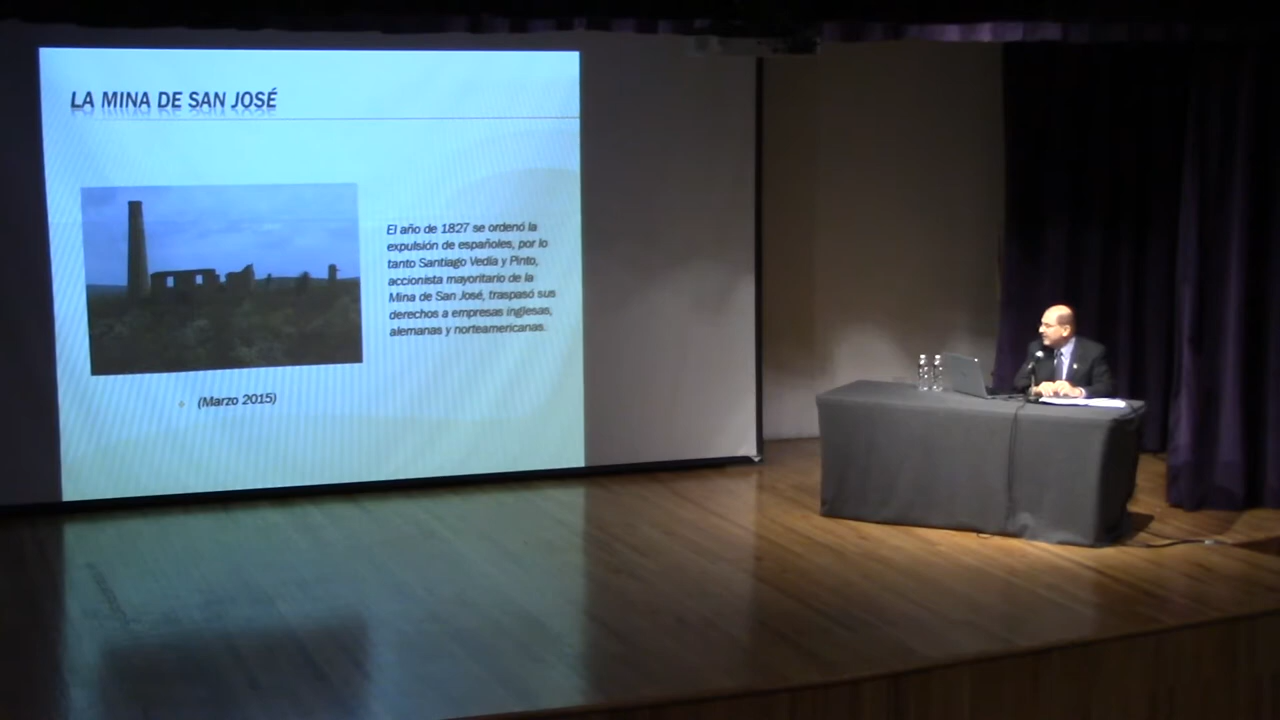 LA MINA DE SAN JOSÉ
El año de 1827 se ordenó la
expulsión de españoles, por lo
tanto Santiago Vedia y Pinto,
accionista mayoritario de la
Mina de San José, traspasó sus
derechos a empresas inglesas,
alemanas y norteamericanas.
(Marzo 2015)